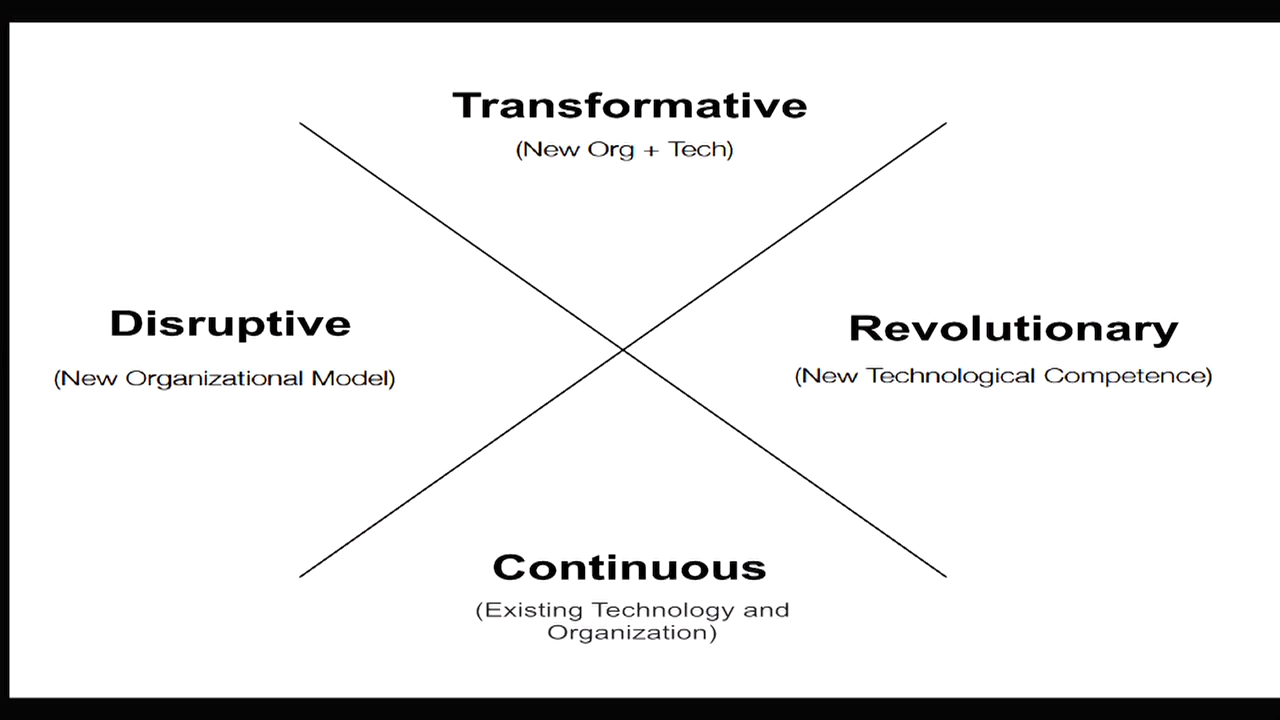 Transformative
(New Org + Tech)
Disruptive
(New Organizational Model)
Revolutionary
(New Technological Competence)
Continuous
(Existing Technology and
Organization)